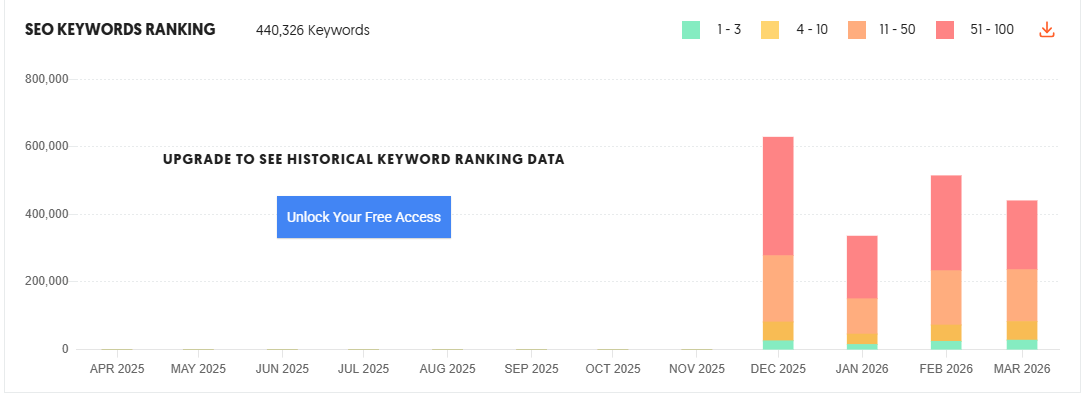 SEO KEYWORDS RANKING 440,326 Keywords 1 - 3 4 - 10 11 - 50 51 - 100
800,000
600,000
UPGRADE TO SEE HISTORICAL KEYWORD RANKING DATA
400,000
Unlock Your Free Access
200,000
0
APR 2025 MAY 2025 JUN 2025 JUL 2025 AUG 2025 SEP 2025 OCT 2025 NOV 2025 DEC 2025 JAN 2026 FEB 2026 MAR 2026